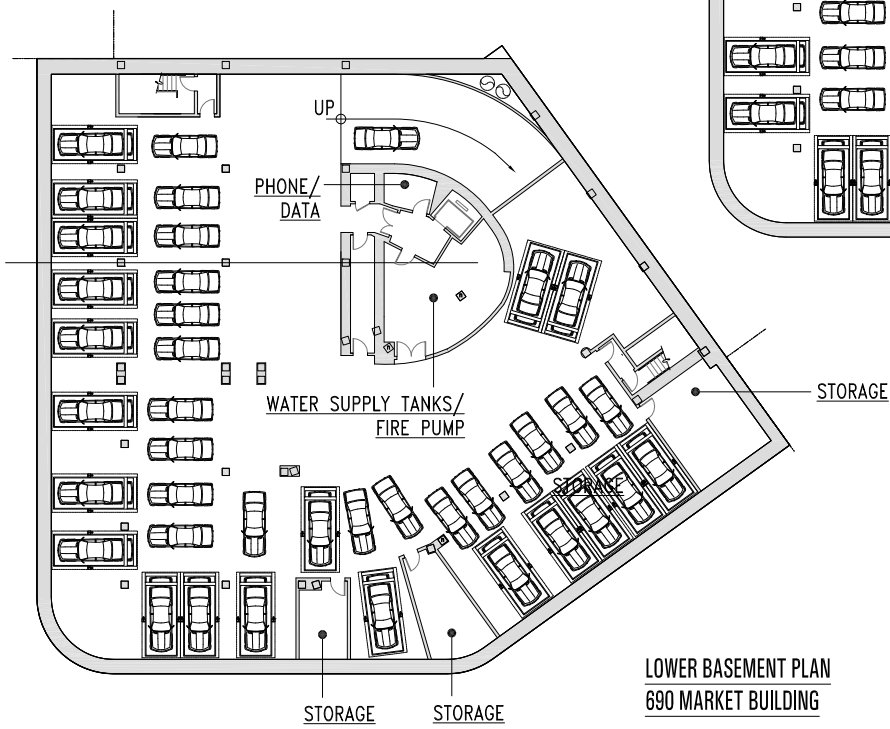 UP
PHONE/
DATA
WATER SUPPLY TANKS/
FIRE PUMP
STORAGE
STORAGE
STORAGE
STORAGE
LOWER BASEMENT PLAN
690 MARKET BUILDING